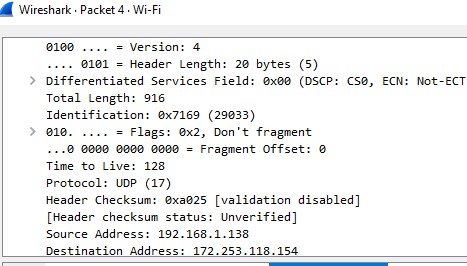 Wireshark · Packet 4 · Wi-Fi
0100 .... = Version: 4
.... 0101 = Header Length: 20 bytes (5)
Differentiated Services Field: 0x00 (DSCP: CS0, ECN: Not-ECT
Total Length: 916
Identification: 0x7169 (29033)
010. .... = Flags: 0x2, Don't fragment
...0 0000 0000 0000 = Fragment Offset: 0
Time to Live: 128
Protocol: UDP (17)
Header Checksum: 0xa025 [validation disabled]
[Header checksum status: Unverified]
Source Address: 192.168.1.138
Destination Address: 172.253.118.154